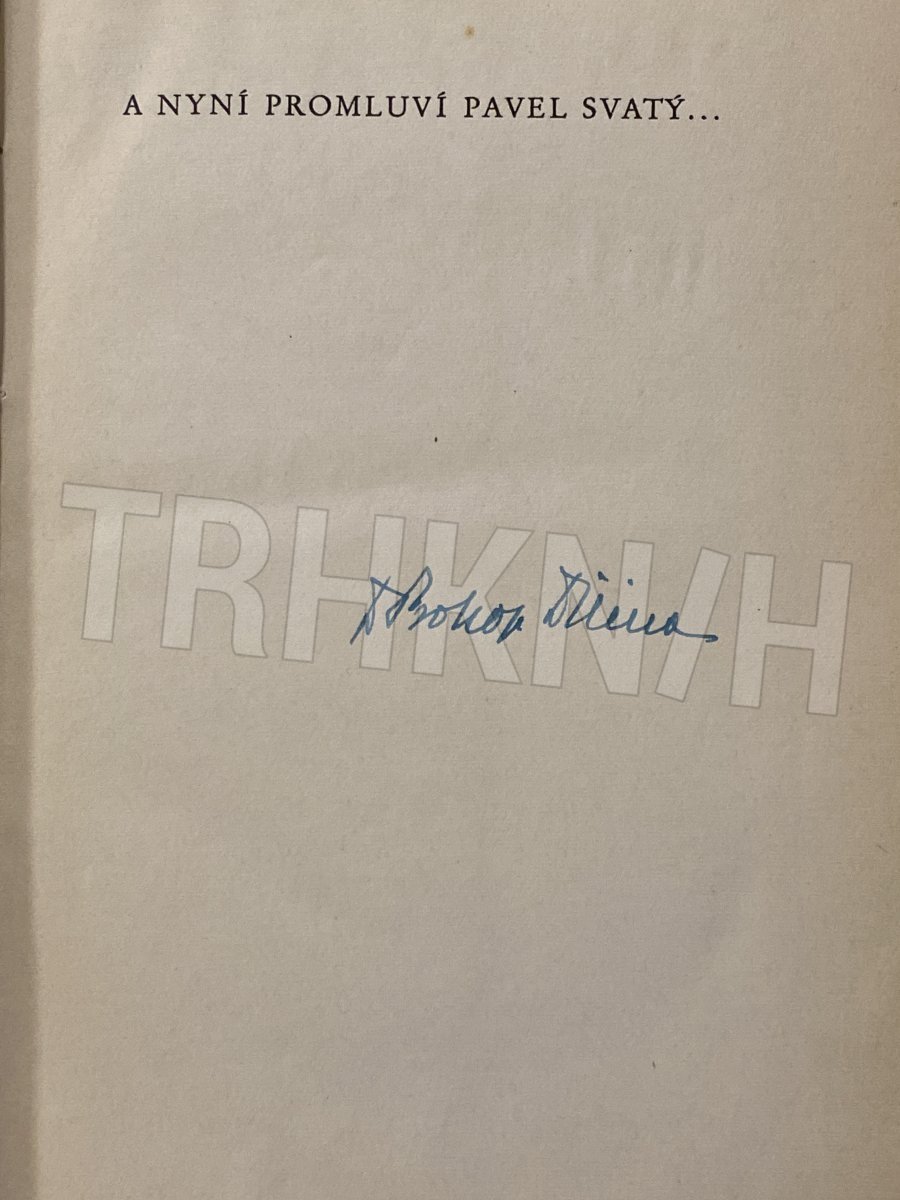 A NYNÍ PROMLUVÍ PAVEL SVATÝ...
TRHKNIH